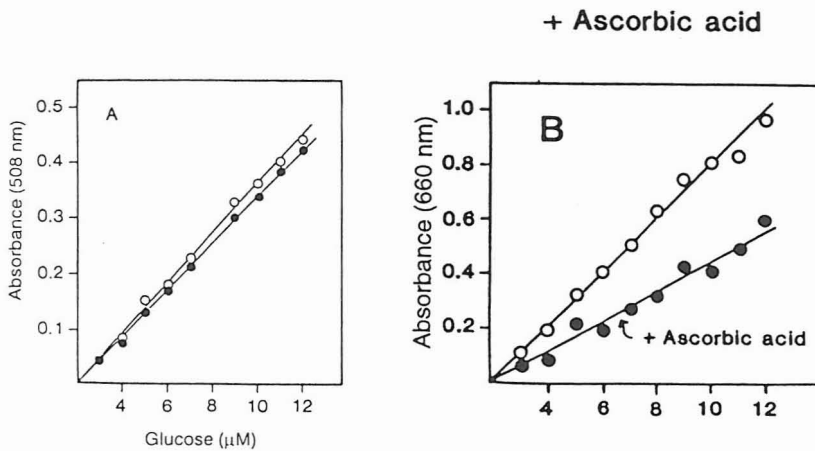 + Ascorbic acid
A
Absorbance (508 nm)
0.5
0.4
0.3
0.2
0.1
4 6 8 10 12
Glucose (μM)
B
Absorbance (660 nm)
1.0
0.8
0.6
0.4
0.2
+ Ascorbic acid
4 6 8 10 12